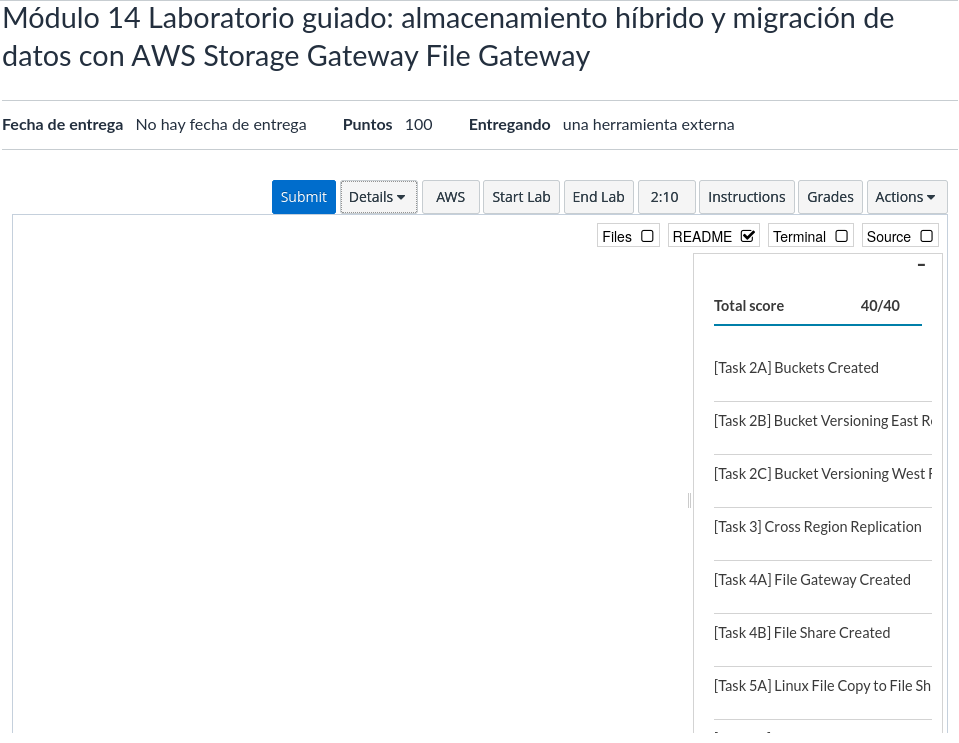 Módulo 14 Laboratorio guiado: almacenamiento híbrido y migración de
datos con AWS Storage Gateway File Gateway
Fecha de entrega No hay fecha de entrega Puntos 100 Entregando una herramienta externa
Submit Details AWS Start Lab End Lab 2:10 Instructions Grades Actions
Files README Terminal Source
Total score 40/40
[Task 2A] Buckets Created
[Task 2B] Bucket Versioning East
[Task 2C] Bucket Versioning West
[Task 3] Cross Region Replication
[Task 4A] File Gateway Created
[Task 4B] File Share Created
[Task 5A] Linux File Copy to File Sh